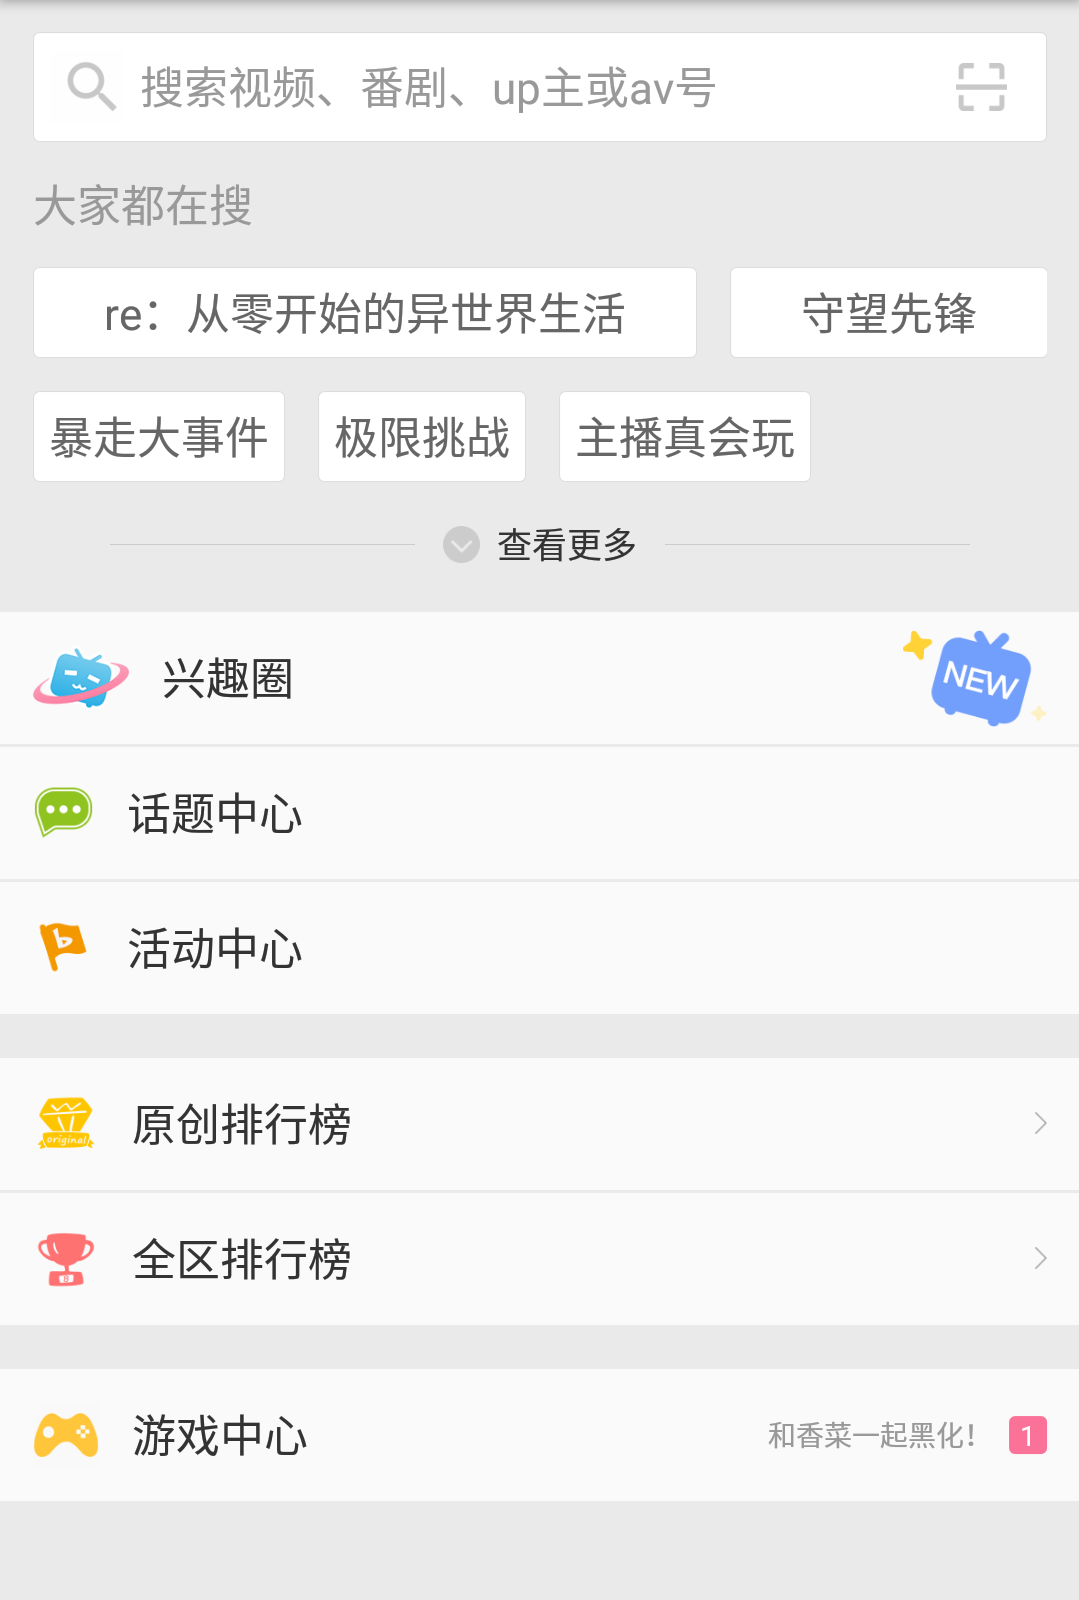 搜索视频、番剧、up主或av号
大家都在搜
re：从零开始的异世界生活 守望先锋
暴走大事件 极限挑战 主播真会玩
查看更多
兴趣圈 NEW
话题中心
活动中心
原创排行榜
original
全区排行榜
游戏中心 和香菜一起黑化！ 1